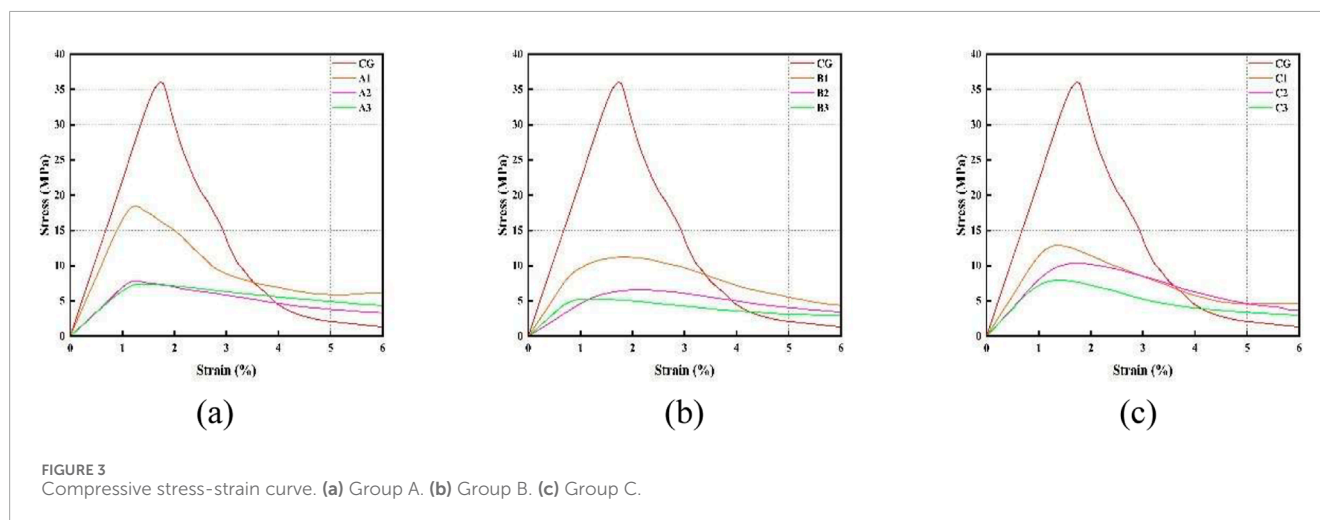 40
35
30
25
20
15
10
5
0
Stress (MPa)
CG
A1
A2
A3
0 1 2 3 4 5 6
Strain (%)
(a)
40
35
30
25
20
15
10
5
0
Stress (MPa)
CG
B1
B2
B3
0 1 2 3 4 5 6
Strain (%)
(b)
40
35
30
25
20
15
10
5
0
Stress (MPa)
CG
C1
C2
C3
0 1 2 3 4 5 6
Strain (%)
(c)
FIGURE 3
Compressive stress-strain curve. (a) Group A. (b) Group B. (c) Group C.